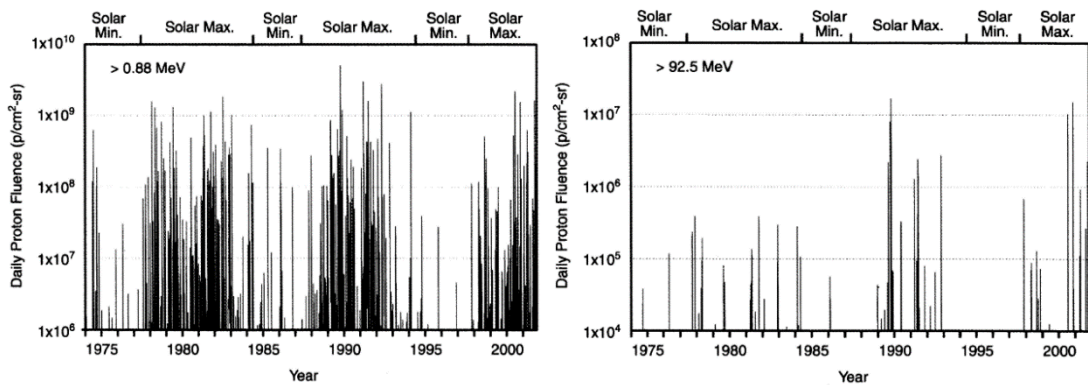 Solar
Min.
Solar Max.
Solar
Min.
Solar Max.
Solar
Min.
Solar
Max.
1x10^10
1x10^9
1x10^8
1x10^7
1x10^6
> 0.88 MeV
Daily Proton Fluence (p/cm²-sr)
1975
1980
1985
1990
1995
2000
Year
Solar
Min.
Solar Max.
Solar
Min.
Solar Max.
Solar
Min.
Solar
Max.
1x10^8
1x10^7
1x10^6
1x10^5
1x10^4
> 92.5 MeV
Daily Proton Fluence (p/cm²-sr)
1975
1980
1985
1990
1995
2000
Year